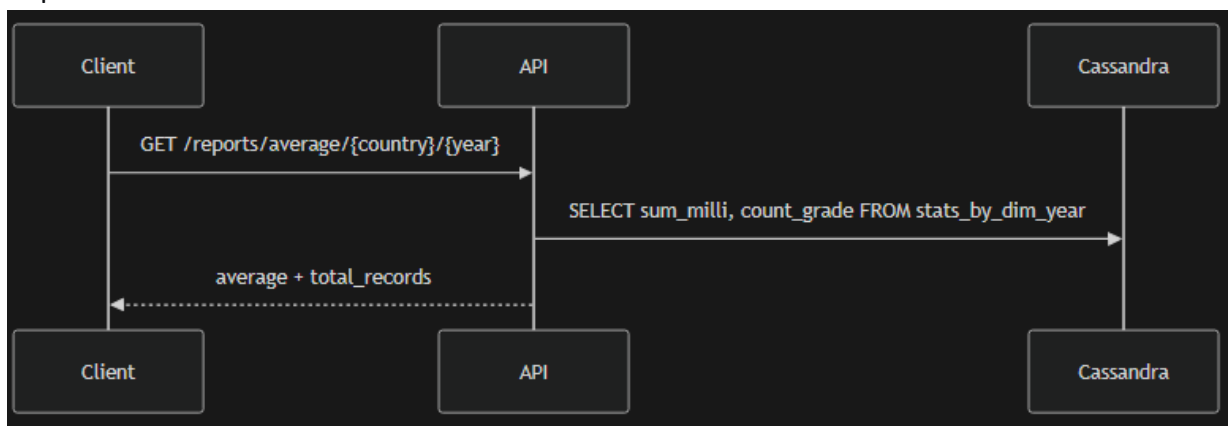 Client
API
Cassandra
GET /reports/average/{country}/{year}
SELECT sum_milli, count_grade FROM stats_by_dim_year
average + total_records
Client
API
Cassandra